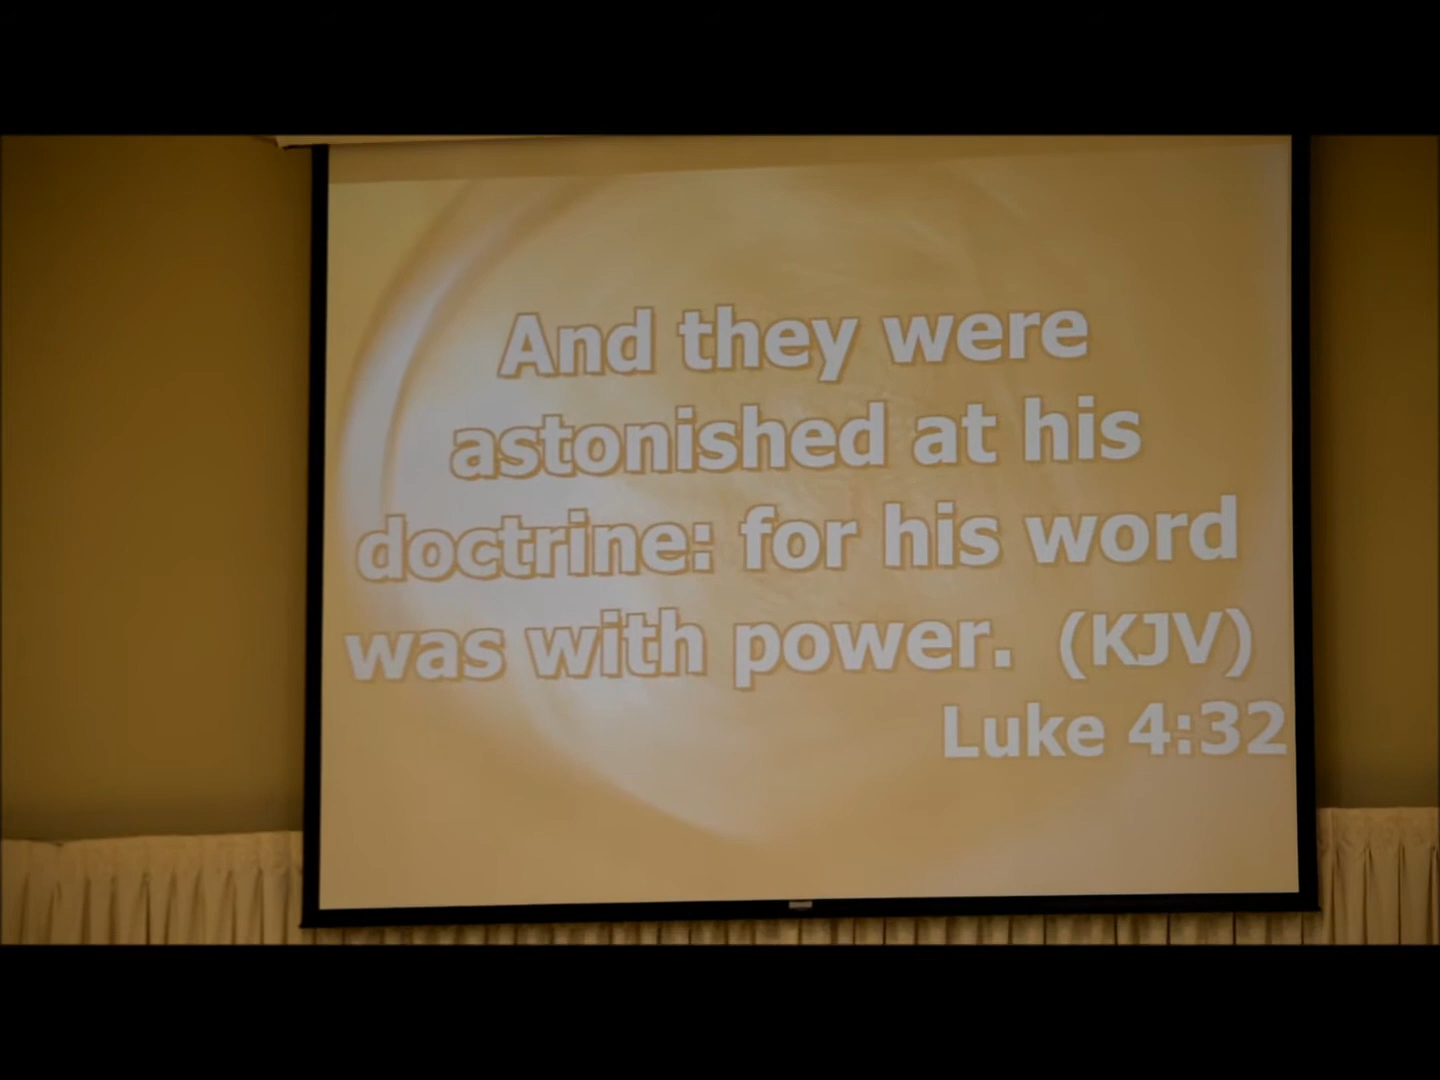 And they were
astonished at his
doctrine: for his word
was with power. (KJV)
Luke 4:32